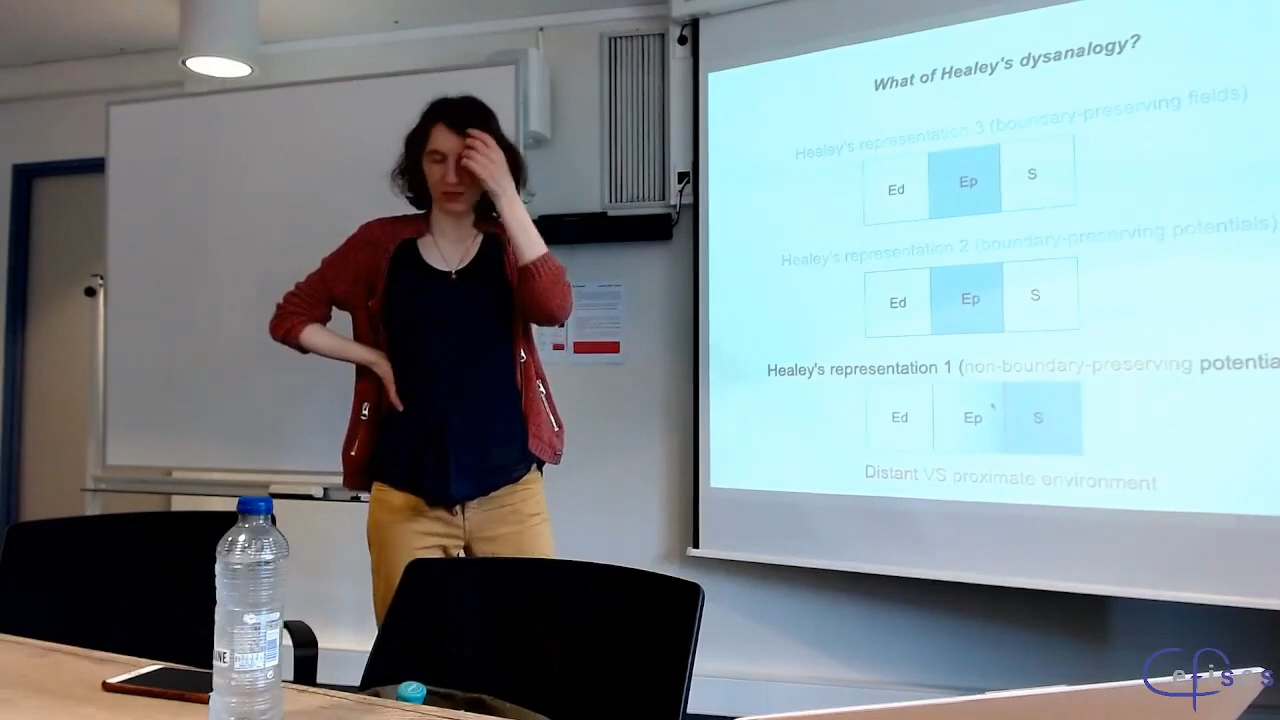 What of Healey's dysanalogy?
Healey's representation 3 (boundary-preserving fields)
Ed Ep S
Healey's representation 2 (boundary-preserving potentials)
Ed Ep S
Healey's representation 1 (non-boundary-preserving potentia
Ed Ep S
Distant VS proximate environment
Cefises